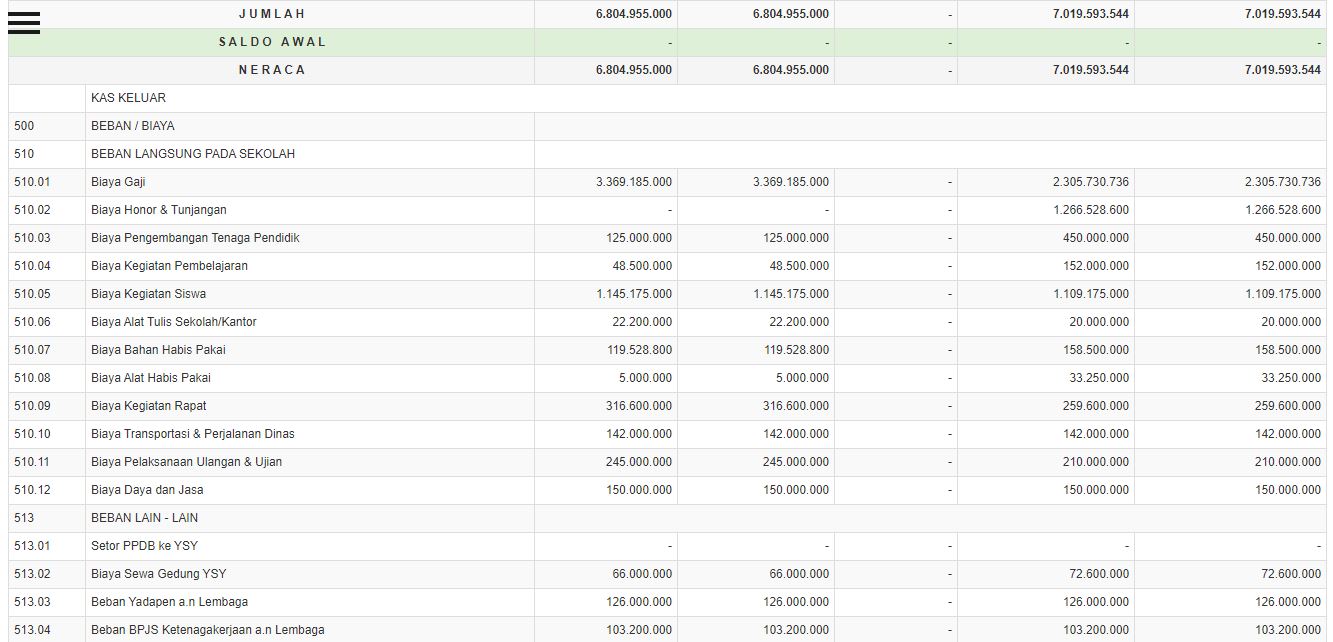 JUMLAH 6.804.955.000 6.804.955.000 - 7.019.593.544 7.019.593.544
SALDO AWAL - - - - -
NERACA 6.804.955.000 6.804.955.000 - 7.019.593.544 7.019.593.544
KAS KELUAR
500 BEBAN / BIAYA
510 BEBAN LANGSUNG PADA SEKOLAH
510.01 Biaya Gaji 3.369.185.000 3.369.185.000 - 2.305.730.736 2.305.730.736
510.02 Biaya Honor & Tunjangan - - - 1.266.528.600 1.266.528.600
510.03 Biaya Pengembangan Tenaga Pendidik 125.000.000 125.000.000 - 450.000.000 450.000.000
510.04 Biaya Kegiatan Pembelajaran 48.500.000 48.500.000 - 152.000.000 152.000.000
510.05 Biaya Kegiatan Siswa 1.145.175.000 1.145.175.000 - 1.109.175.000 1.109.175.000
510.06 Biaya Alat Tulis Sekolah/Kantor 22.200.000 22.200.000 - 20.000.000 20.000.000
510.07 Biaya Bahan Habis Pakai 119.528.800 119.528.800 - 158.500.000 158.500.000
510.08 Biaya Alat Habis Pakai 5.000.000 5.000.000 - 33.250.000 33.250.000
510.09 Biaya Kegiatan Rapat 316.600.000 316.600.000 - 259.600.000 259.600.000
510.10 Biaya Transportasi & Perjalanan Dinas 142.000.000 142.000.000 - 142.000.000 142.000.000
510.11 Biaya Pelaksanaan Ulangan & Ujian 245.000.000 245.000.000 - 210.000.000 210.000.000
510.12 Biaya Daya dan Jasa 150.000.000 150.000.000 - 150.000.000 150.000.000
513 BEBAN LAIN - LAIN
513.01 Setor PPDB ke YSY - - - - -
513.02 Biaya Sewa Gedung YSY 66.000.000 66.000.000 - 72.600.000 72.600.000
513.03 Beban Yadapen a.n Lembaga 126.000.000 126.000.000 - 126.000.000 126.000.000
513.04 Beban BPJS Ketenagakerjaan a.n Lembaga 103.200.000 103.200.000 - 103.200.000 103.200.000